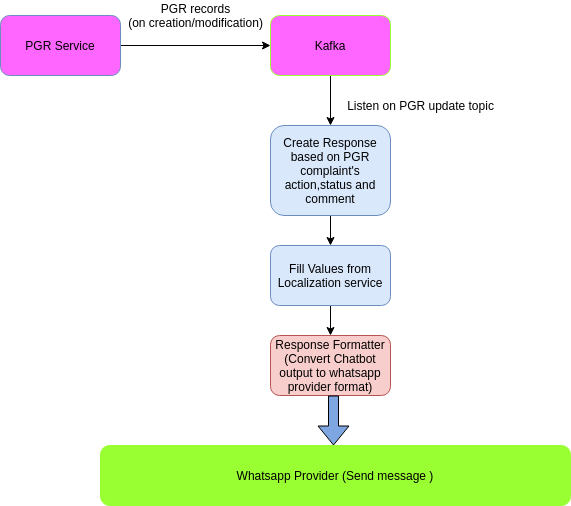 PGR records
(on creation/modification)
PGR Service
Kafka
Listen on PGR update topic
Create Response
based on PGR
complaint's
action,status and
comment
Fill Values from
Localization service
Response Formatter
(Convert Chatbot
output to whatsapp
provider format)
Whatsapp Provider (Send message )